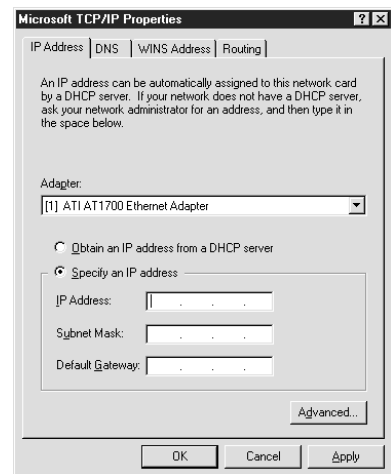 Microsoft TCP/IP Properties
IP Address DNS WINS Address Routing
An IP address can be automatically assigned to this network card
by a DHCP server. If your network does not have a DHCP server,
ask your network administrator for an address, and then type it in
the space below.
Adapter:
[1] ATI AT1700 Ethernet Adapter
Obtain an IP address from a DHCP server
Specify an IP address
IP Address:
Subnet Mask:
Default Gateway:
Advanced...
OK Cancel Apply